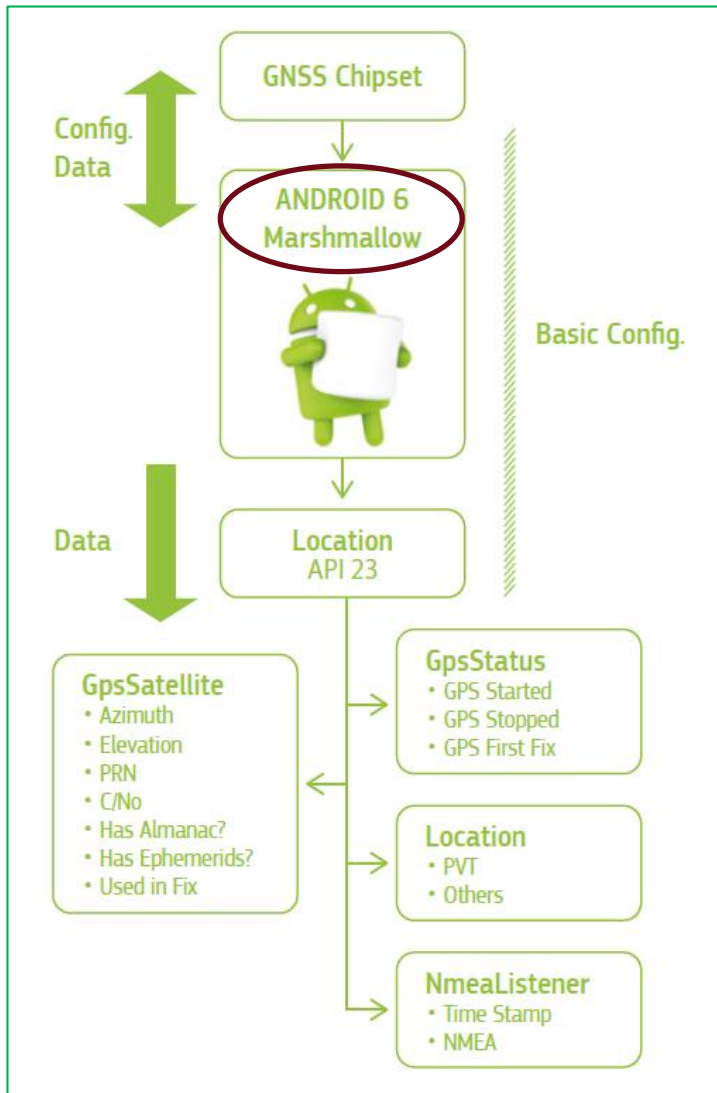 GNSS Chipset
Config.
Data
ANDROID 6
Marshmallow
Basic Config.
Data
Location
API 23
GpsSatellite
• Azimuth
• Elevation
• PRN
• C/No
• Has Almanac?
• Has Ephemerids?
• Used in Fix
GpsStatus
• GPS Started
• GPS Stopped
• GPS First Fix
Location
• PVT
• Others
NmeaListener
• Time Stamp
• NMEA